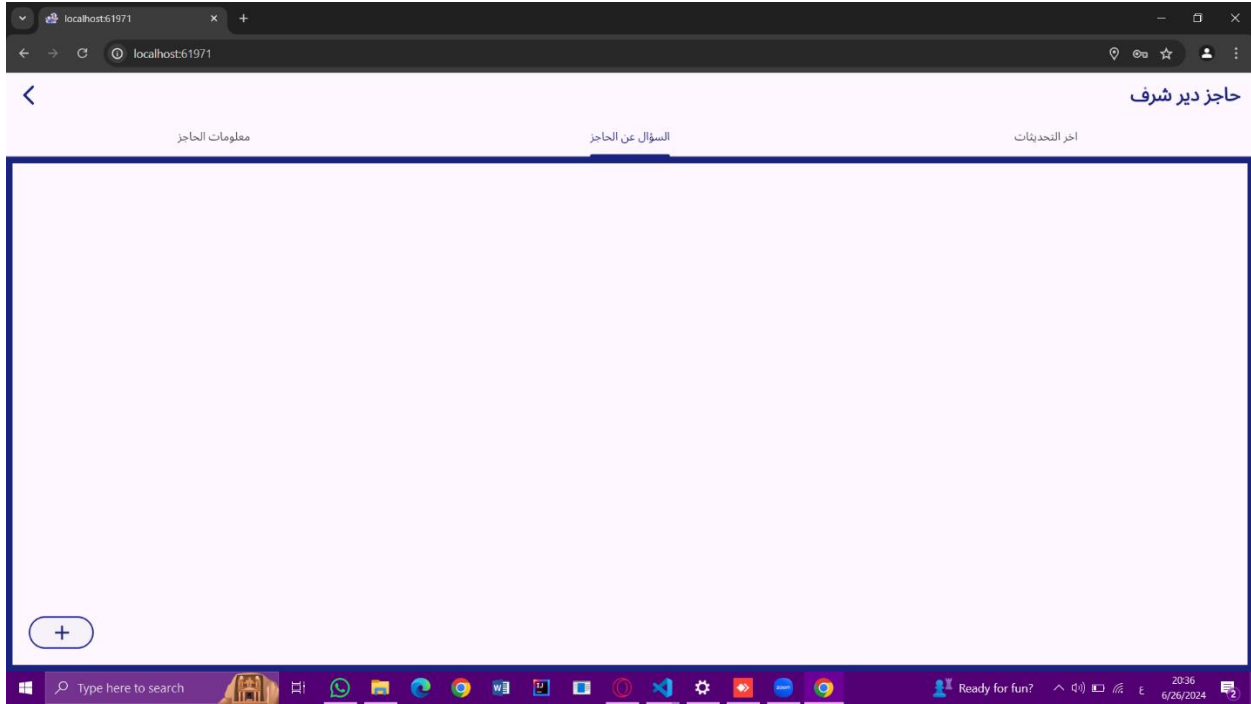 localhost:61971
localhost:61971
حاجز دير شرف
اخر التحديثات
السؤال عن الحاجز
معلومات الحاجز
+
Type here to search
Ready for fun?
ع
20:36
6/26/2024
2